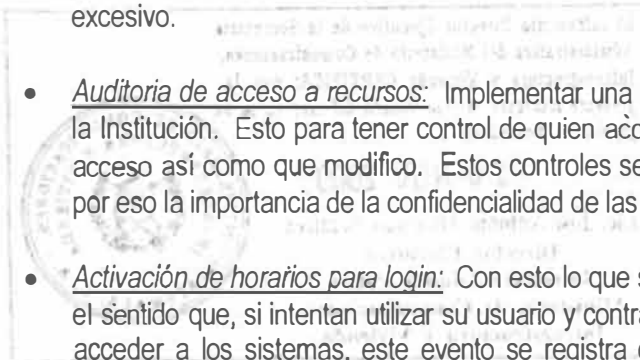 excesivo.
• Auditoria de acceso a recursos: Implementar una
la Institución. Esto para tener control de quien
acceso así como que modifico. Estos controles se
por eso la importancia de la confidencialidad de las
• Activación de horarios para login: Con esto lo que
el sentido que, si intentan utilizar su usuario y
acceder a los sistemas, este evento se registra